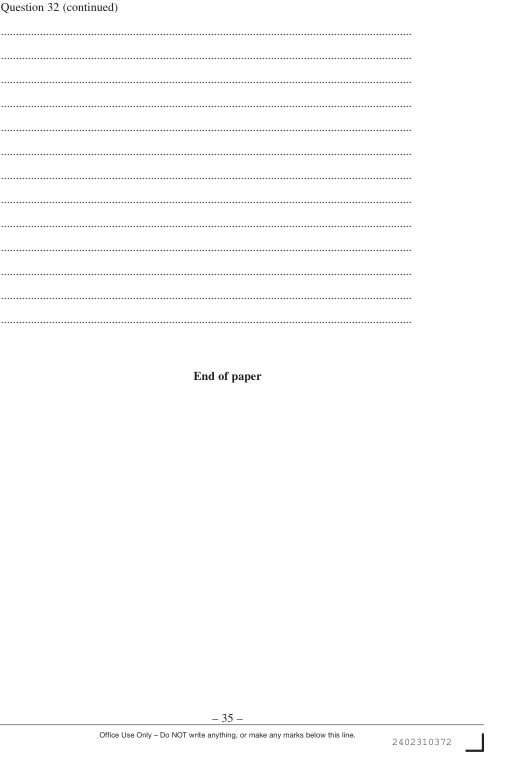 Question 32 (continued)
End of paper
– 35 –
Office Use Only – Do NOT write anything, or make any marks below this line.
2402310372